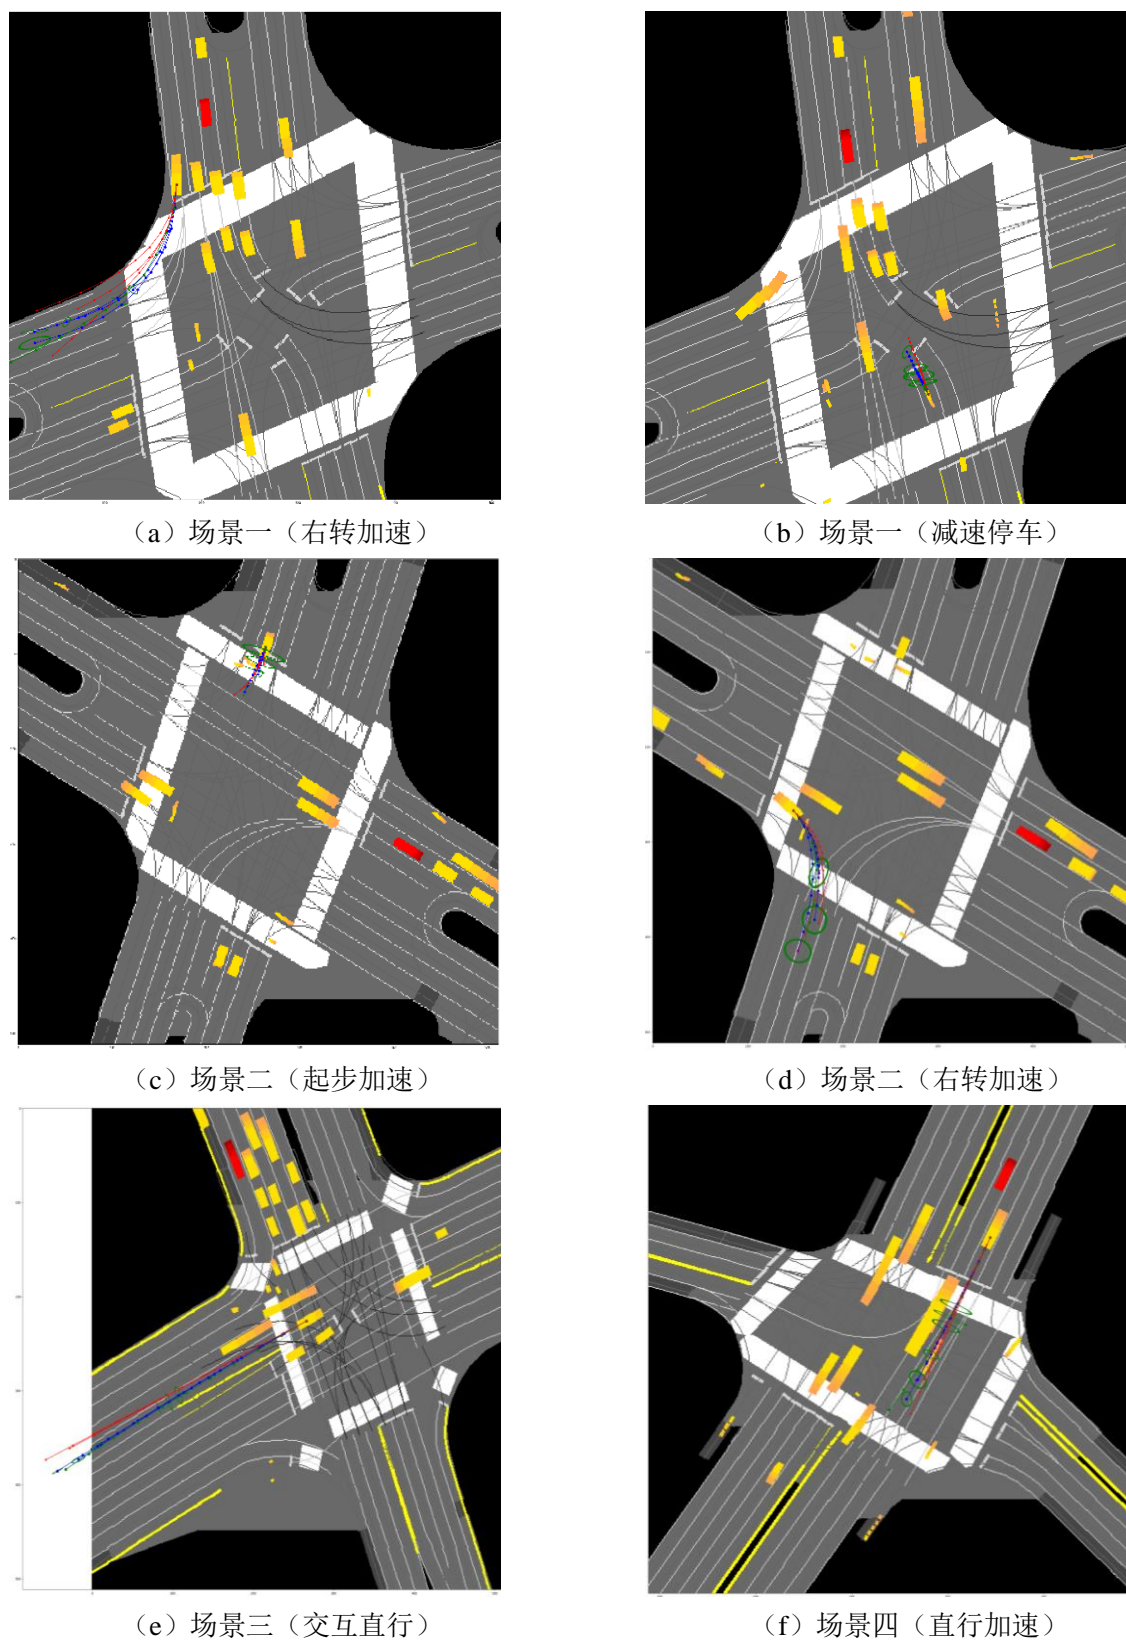 （a）场景一（右转加速）
（b）场景一（减速停车）
（c）场景二（起步加速）
（d）场景二（右转加速）
（e）场景三（交互直行）
（f）场景四（直行加速）